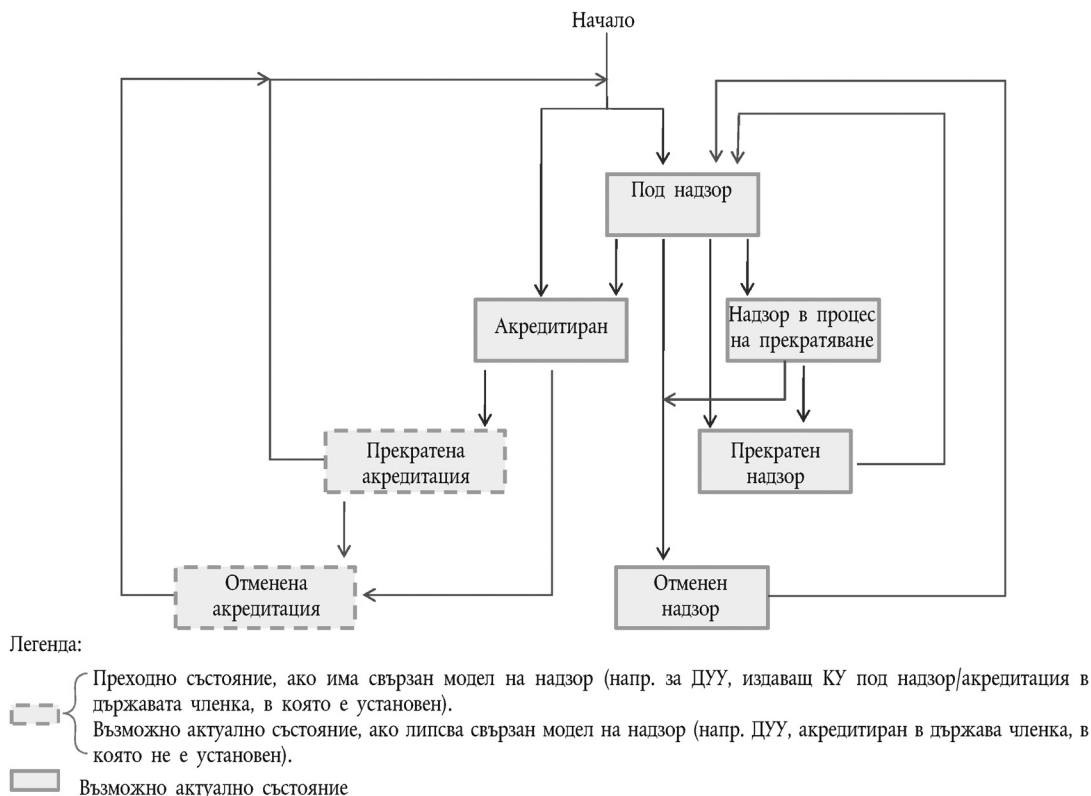 Начало
Под надзор
Акредитиран
Надзор в процес
на прекратяване
Прекратена
акредитация
Прекратен
надзор
Отменена
акредитация
Отменен
надзор
Легенда:
Преходно състояние, ако има свързан модел на надзор (напр. за ДУУ, издаващ КУ под надзор/акредитация в
държавата членка, в която е установен).
Възможно актуално състояние, ако липсва свързан модел на надзор (напр. ДУУ, акредитиран в държава членка, в
която не е установен).
Възможно актуално състояние